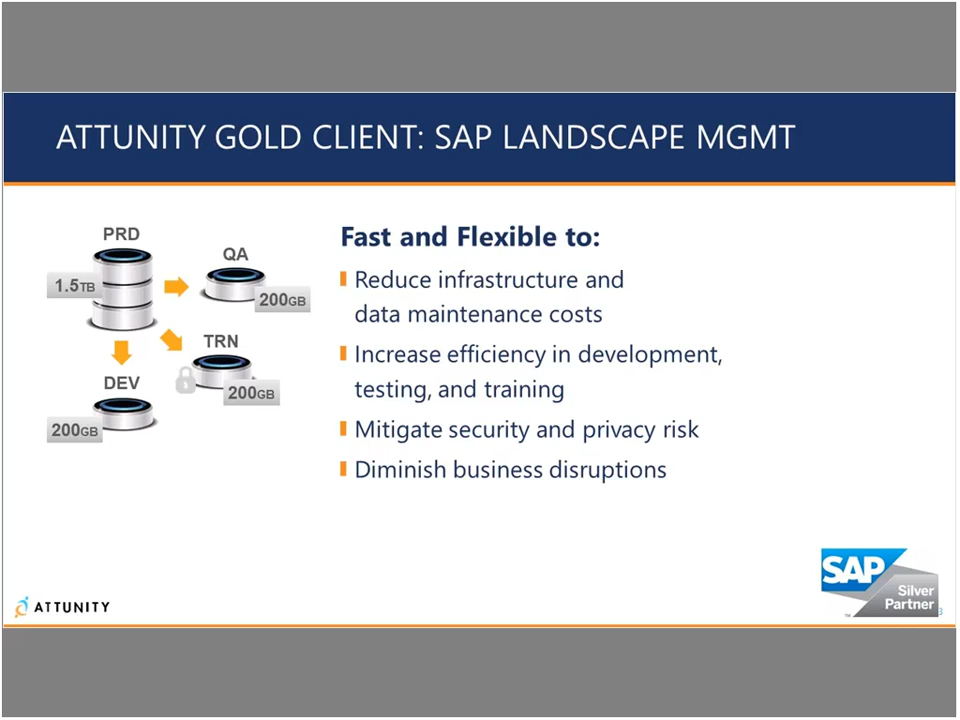 ATTUNITY GOLD CLIENT: SAP LANDSCAPE MGMT
PRD
1.5TB
QA
200GB
TRN
200GB
DEV
200GB
Fast and Flexible to:
Reduce infrastructure and
data maintenance costs
Increase efficiency in development,
testing, and training
Mitigate security and privacy risk
Diminish business disruptions
ATTUNITY
SAP
Silver
Partner
™
3